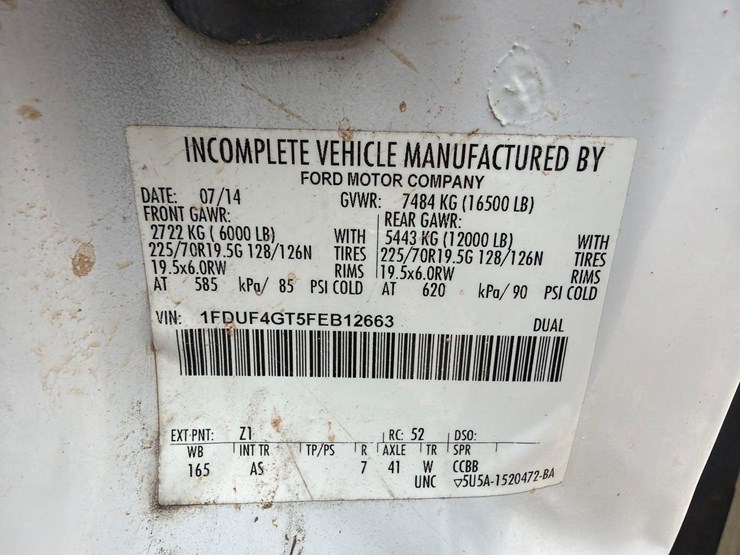 INCOMPLETE VEHICLE MANUFACTURED BY
FORD MOTOR COMPANY
DATE: 07/14 GVWR: 7484 KG (16500 LB)
FRONT GAWR: REAR GAWR:
2722 KG ( 6000 LB) WITH 5443 KG (12000 LB) WITH
225/70R19.5G 128/126N TIRES 225/70R19.5G 128/126N TIRES
19.5x6.0RW RIMS 19.5x6.0RW RIMS
AT 585 kPa/ 85 PSI COLD AT 620 kPa/ 90 PSI COLD
VIN: 1FDUF4GT5FEB12663 DUAL
EXT PNT: Z1 RC: 52 DSO:
WB INT TR TP/PS R AXLE TR SPR
165 AS 7 41 W CCBB
UNC ▽5U5A-1520472-BA